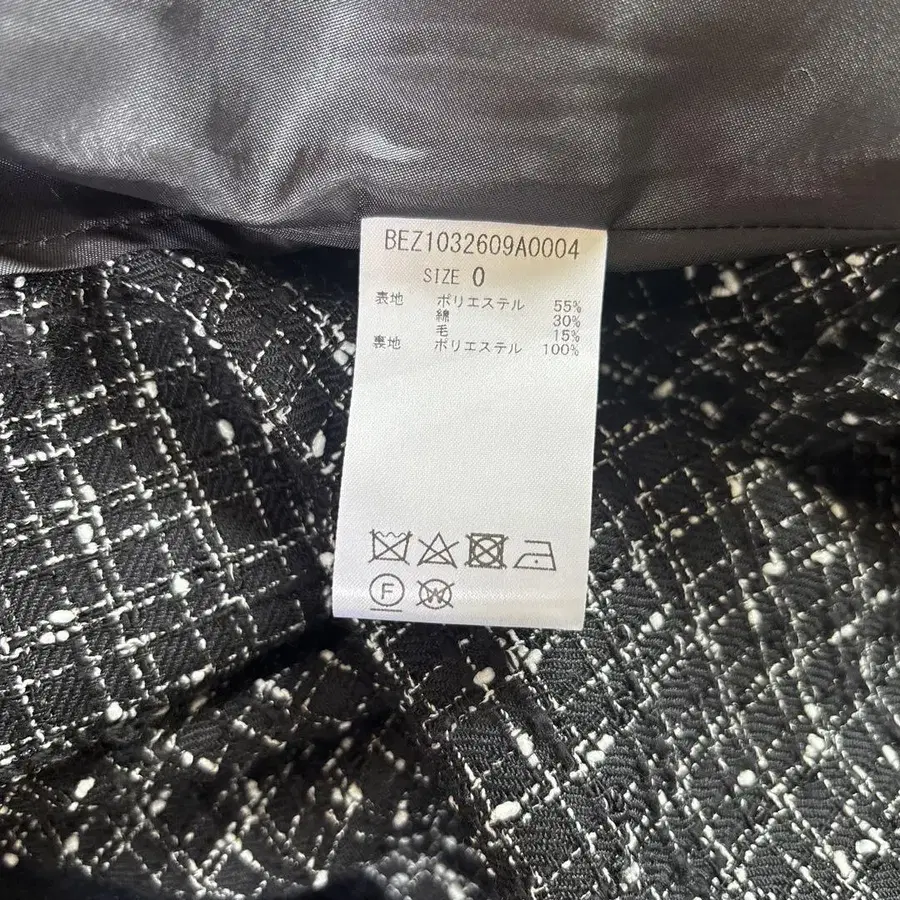 BEZ1032609A0004
SIZE 0
表地 ポリエステル 55%
綿 30%
毛 15%
裏地 ポリエステル 100%
F W